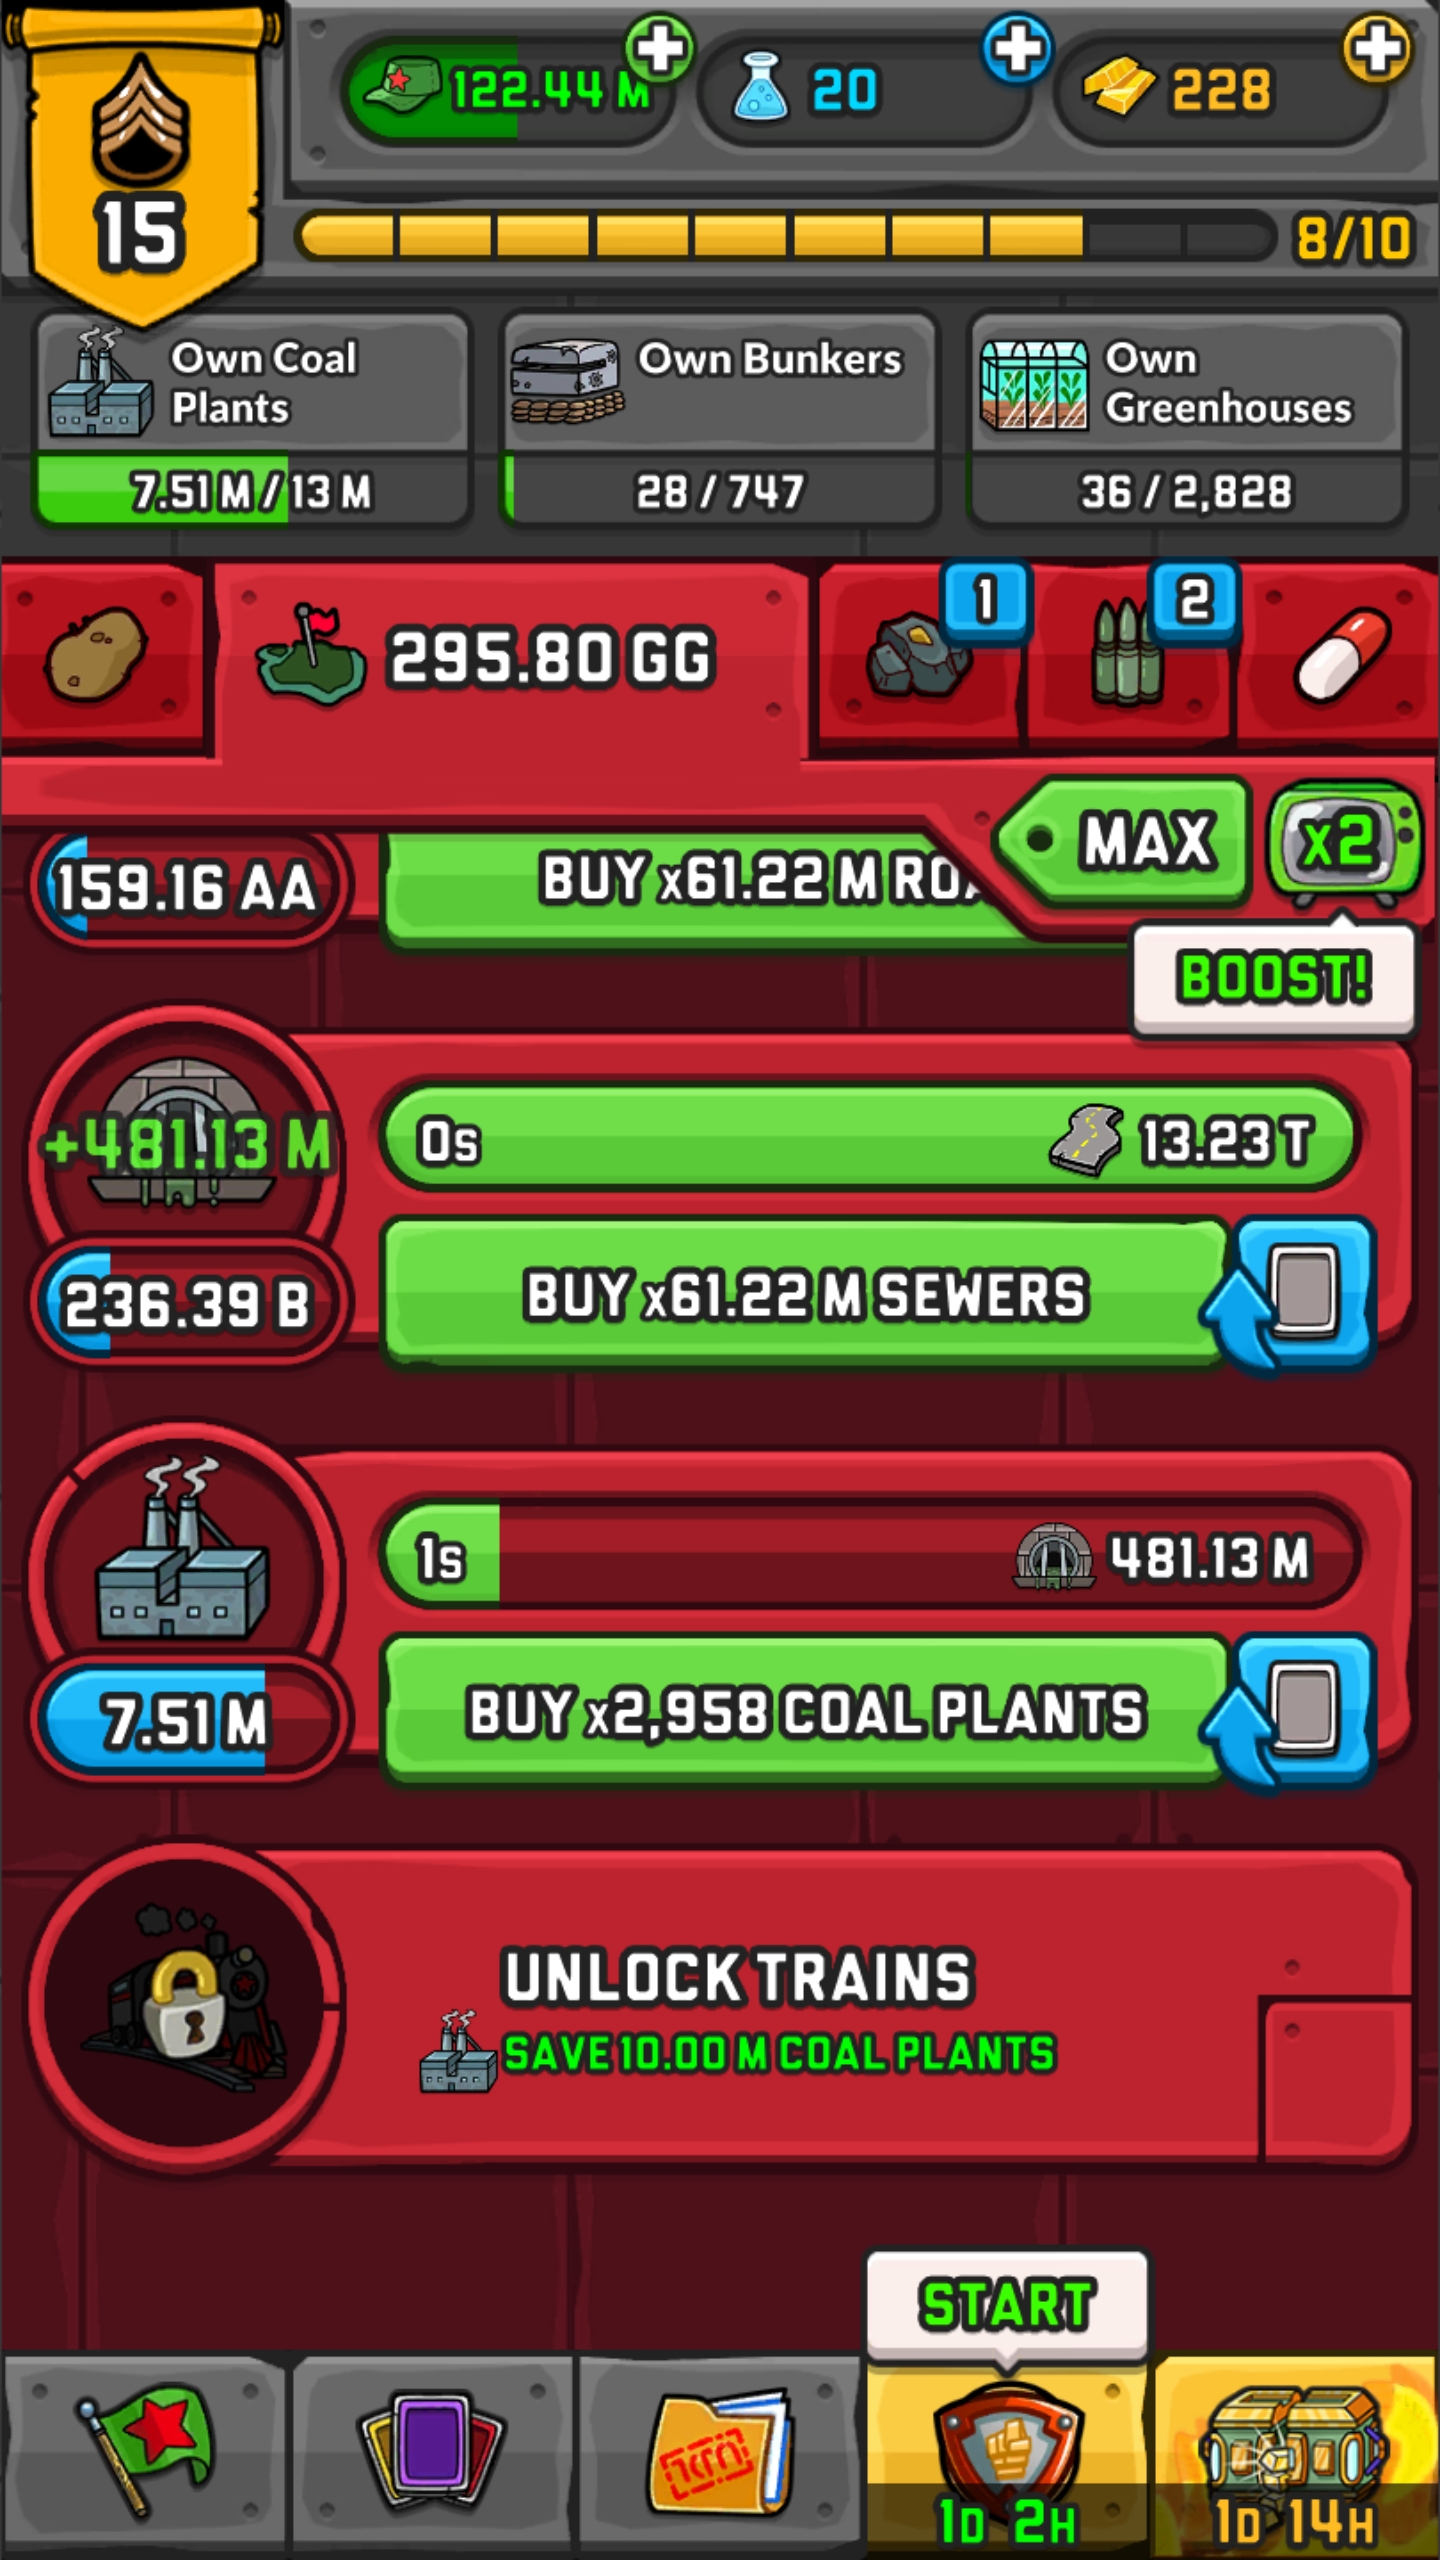 15
122.44 M
20
228
8/10
Own Coal
Plants
7.51 M / 13 M
Own Bunkers
28 / 747
Own
Greenhouses
36 / 2,828
295.80 GG
1
2
MAX
x2
BOOST!
159.16 AA
BUY x61.22 M
+481.13 M
0s
13.23 T
236.39 B
BUY x61.22 M SEWERS
1s
481.13 M
7.51 M
BUY x2,958 COAL PLANTS
UNLOCK TRAINS
SAVE 10.00 M COAL PLANTS
START
1D 2H
1D 14H